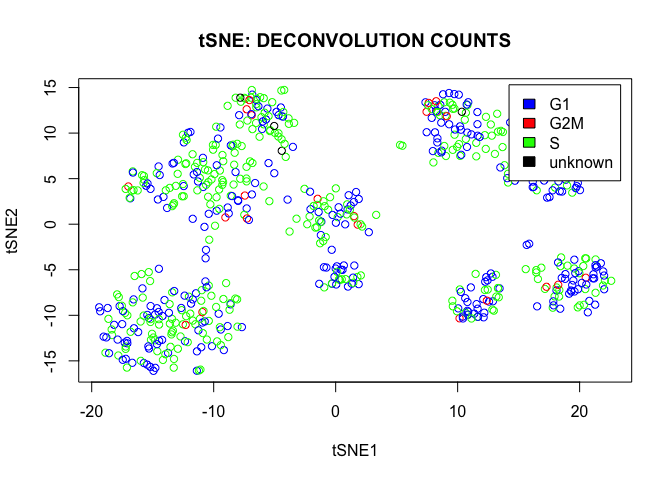 tSNE: DECONVOLUTION COUNTS
G1
G2M
S
unknown
15
10
5
0
-5
-10
-15
tSNE2
-20 -10 0 10 20
tSNE1